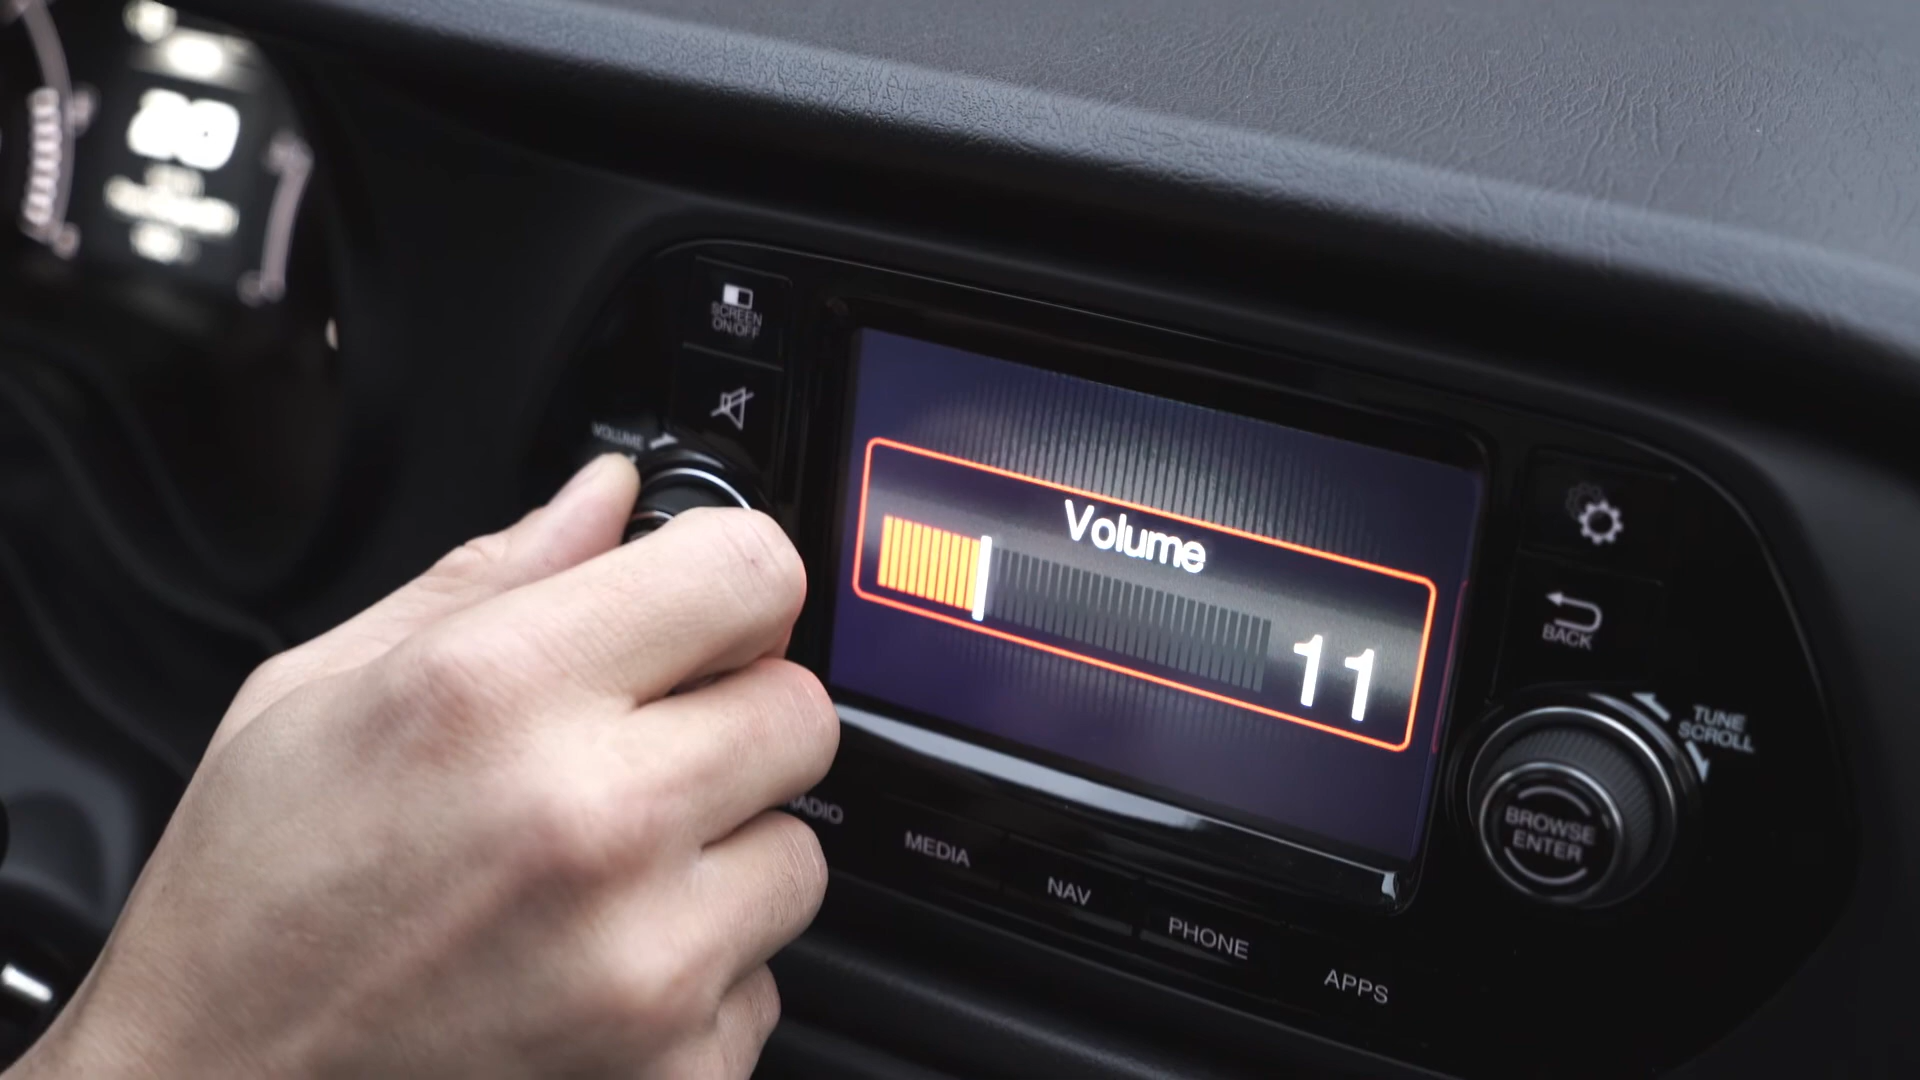 SCREEN
ON/OFF
VOLUME
Volume
11
BACK
TUNE
SCROLL
BROWSE
ENTER
RADIO
MEDIA
NAV
PHONE
APPS